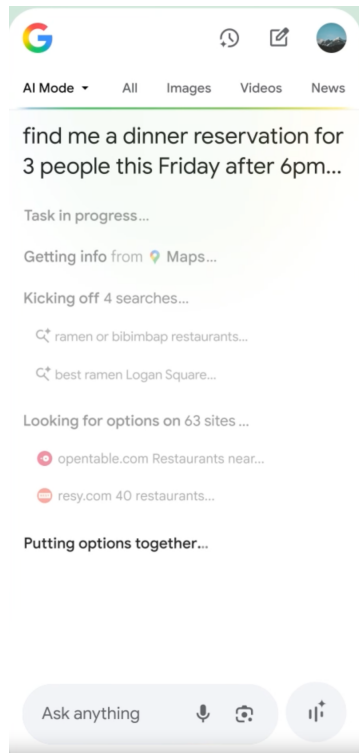 G
AI Mode All Images Videos News
find me a dinner reservation for
3 people this Friday after 6pm...
Task in progress...
Getting info from Maps...
Kicking off 4 searches...
ramen or bibimbap restaurants...
best ramen Logan Square...
Looking for options on 63 sites ...
opentable.com Restaurants near...
resy.com 40 restaurants...
Putting options together...
Ask anything